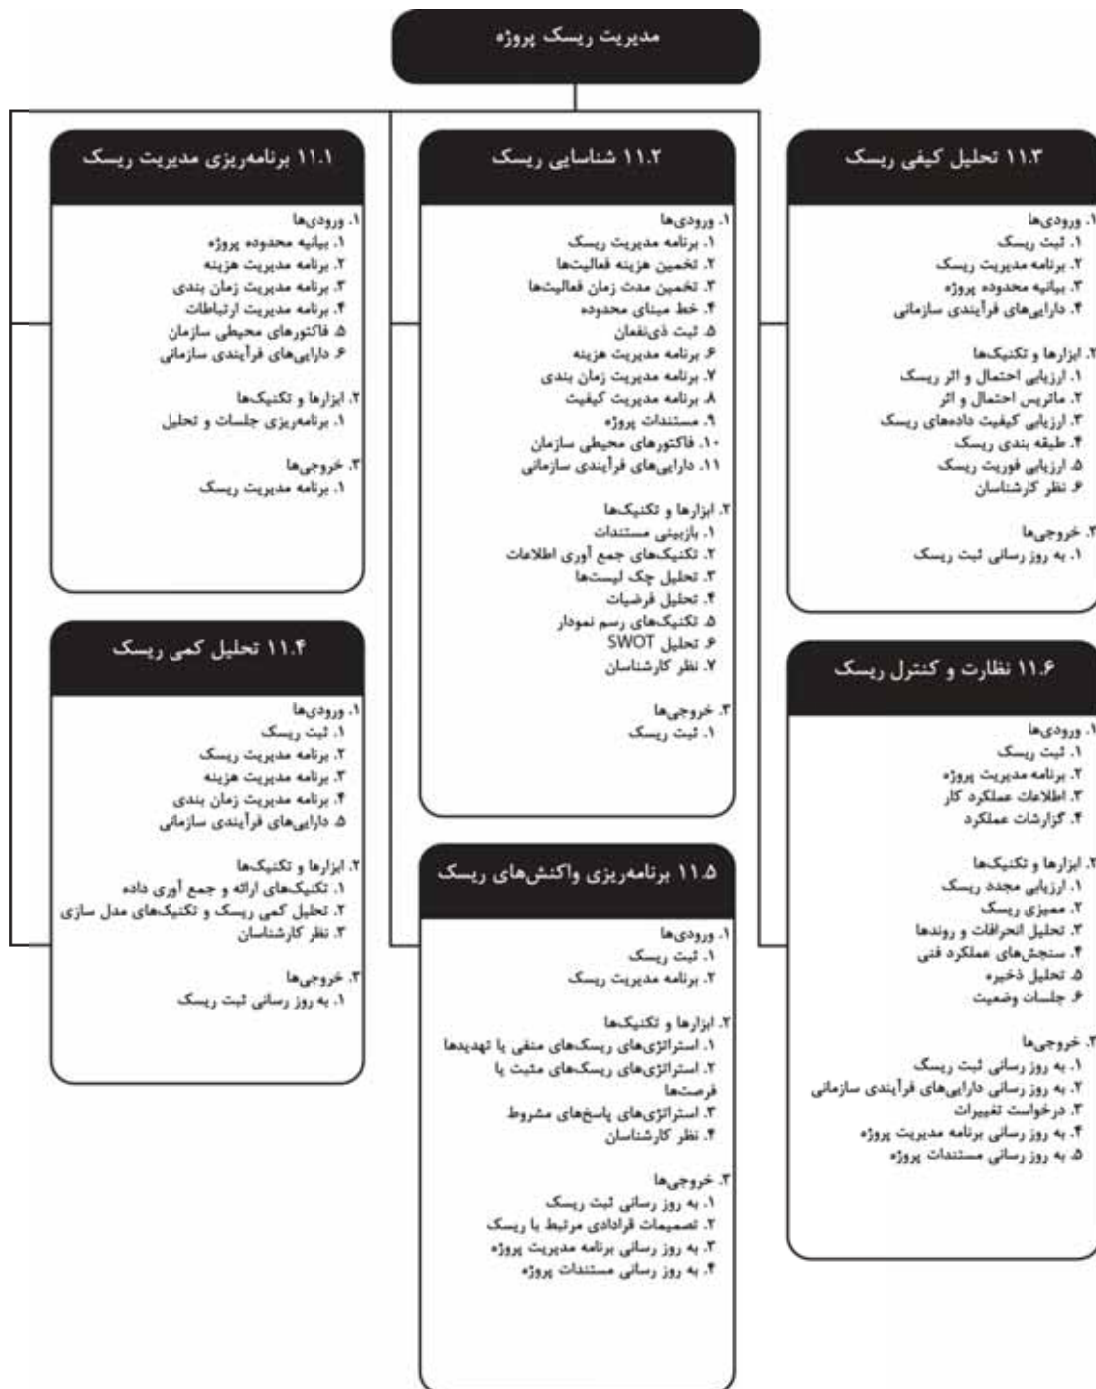 مدیریت ریسک پروژه
۱۱.۱ برنامه‌ریزی مدیریت ریسک
۱. ورودی‌ها
۱. بیانیه محدوده پروژه
۲. برنامه مدیریت هزینه
۳. برنامه مدیریت زمان بندی
۴. برنامه مدیریت ارتباطات
۵. فاکتورهای محیطی سازمان
۶. دارایی‌های فرآیندی سازمانی
۲. ابزارها و تکنیک‌ها
۱. برنامه‌ریزی جلسات و تحلیل
۳. خروجی‌ها
۱. برنامه مدیریت ریسک
۱۱.۲ شناسایی ریسک
۱. ورودی‌ها
۱. برنامه مدیریت ریسک
۲. تخمین هزینه فعالیت‌ها
۳. تخمین مدت زمان فعالیت‌ها
۴. خط مبنای محدوده
۵. ثبت ذی‌نفعان
۶. برنامه مدیریت هزینه
۷. برنامه مدیریت زمان بندی
۸. برنامه مدیریت کیفیت
۹. مستندات پروژه
۱۰. فاکتورهای محیطی سازمان
۱۱. دارایی‌های فرآیندی سازمانی
۲. ابزارها و تکنیک‌ها
۱. بازبینی مستندات
۲. تکنیک‌های جمع آوری اطلاعات
۳. تحلیل چک لیست‌ها
۴. تحلیل فرضیات
۵. تکنیک‌های رسم نمودار
۶. تحلیل SWOT
۷. نظر کارشناسان
۳. خروجی‌ها
۱. ثبت ریسک
۱۱.۳ تحلیل کیفی ریسک
۱. ورودی‌ها
۱. ثبت ریسک
۲. برنامه مدیریت ریسک
۳. بیانیه محدوده پروژه
۴. دارایی‌های فرآیندی سازمانی
۲. ابزارها و تکنیک‌ها
۱. ارزیابی احتمال و اثر ریسک
۲. ماتریس احتمال و اثر
۳. ارزیابی کیفیت داده‌های ریسک
۴. طبقه بندی ریسک
۵. ارزیابی فوریت ریسک
۶. نظر کارشناسان
۳. خروجی‌ها
۱. به روز رسانی ثبت ریسک
۱۱.۴ تحلیل کمی ریسک
۱. ورودی‌ها
۱. ثبت ریسک
۲. برنامه مدیریت ریسک
۳. برنامه مدیریت هزینه
۴. برنامه مدیریت زمان بندی
۵. دارایی‌های فرآیندی سازمانی
۲. ابزارها و تکنیک‌ها
۱. تکنیک‌های ارائه و جمع آوری داده
۲. تحلیل کمی ریسک و تکنیک‌های مدل سازی
۳. نظر کارشناسان
۳. خروجی‌ها
۱. به روز رسانی ثبت ریسک
۱۱.۵ برنامه‌ریزی واکنش‌های ریسک
۱. ورودی‌ها
۱. ثبت ریسک
۲. برنامه مدیریت ریسک
۲. ابزارها و تکنیک‌ها
۱. استراتژی‌های ریسک‌های منفی یا تهدیدها
۲. استراتژی‌های ریسک‌های مثبت یا
فرصت‌ها
۳. استراتژی‌های پاسخ‌های مشروط
۴. نظر کارشناسان
۳. خروجی‌ها
۱. به روز رسانی ثبت ریسک
۲. تصمیمات قرادادی مرتبط با ریسک
۳. به روز رسانی برنامه مدیریت پروژه
۴. به روز رسانی مستندات پروژه
۱۱.۶ نظارت و کنترل ریسک
۱. ورودی‌ها
۱. ثبت ریسک
۲. برنامه مدیریت پروژه
۳. اطلاعات عملکرد کار
۴. گزارشات عملکرد
۲. ابزارها و تکنیک‌ها
۱. ارزیابی مجدد ریسک
۲. ممیزی ریسک
۳. تحلیل انحرافات و روندها
۴. سنجش‌های عملکرد فنی
۵. تحلیل ذخیره
۶. جلسات وضعیت
۳. خروجی‌ها
۱. به روز رسانی ثبت ریسک
۲. به روز رسانی دارایی‌های فرآیندی سازمانی
۳. درخواست تغییرات
۴. به روز رسانی برنامه مدیریت پروژه
۵. به روز رسانی مستندات پروژه